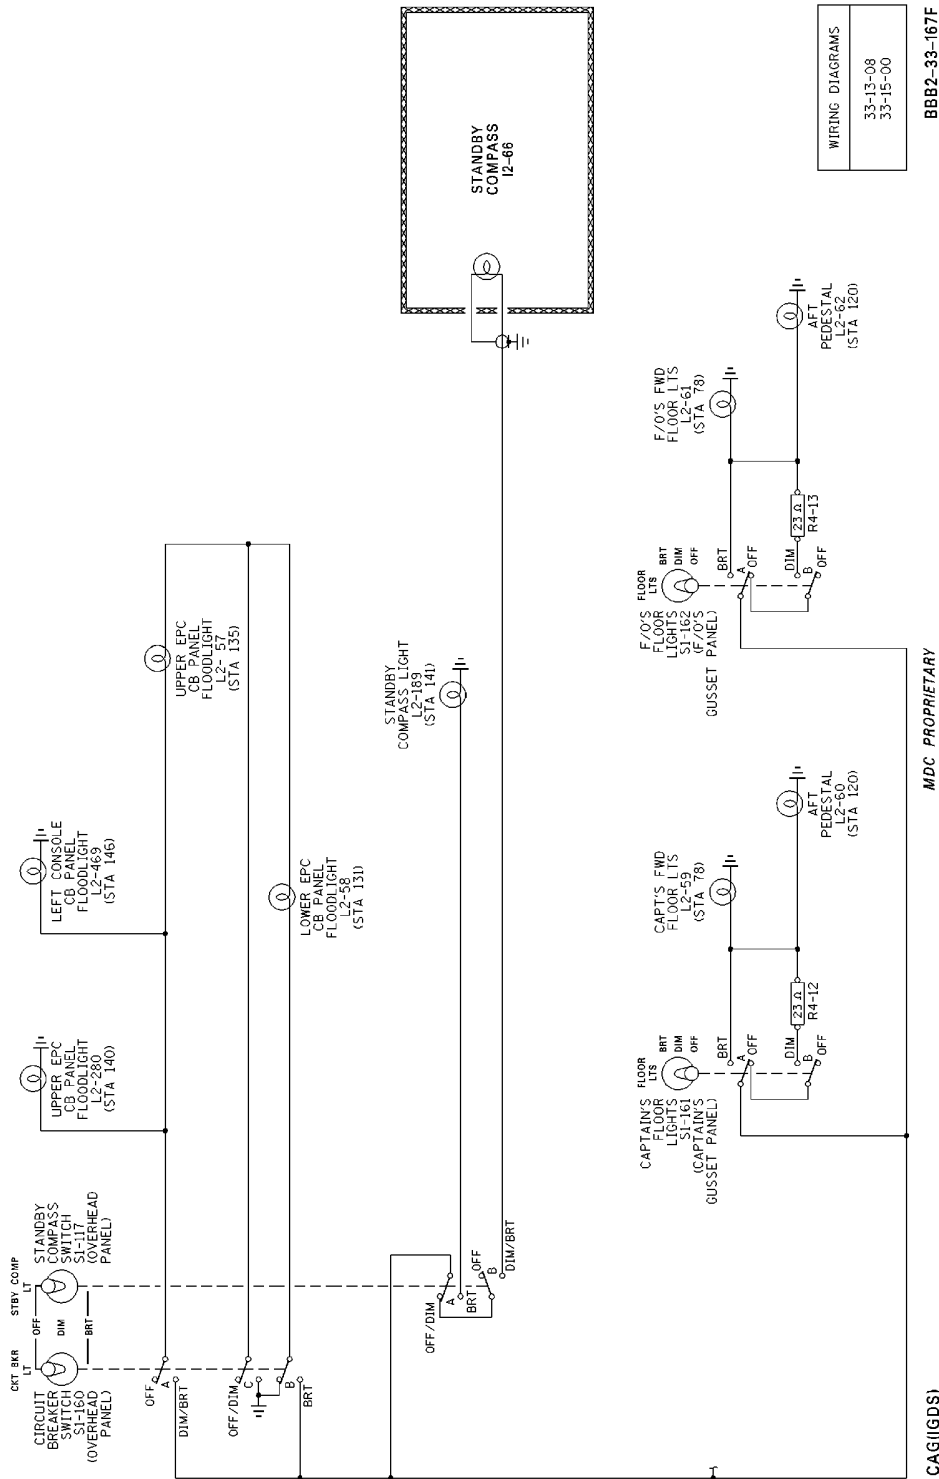 CKT BKR
LT
STBY COMP
LT
OFF
DIM
BRT
CIRCUIT
BREAKER
SWITCH
S1-160
(OVERHEAD
PANEL)
STANDBY
COMPASS
SWITCH
S1-117
(OVERHEAD
PANEL)
UPPER EPC
CB PANEL
FLOODLIGHT
L2-280
(STA 140)
LEFT CONSOLE
CB PANEL
FLOODLIGHT
L2-469
(STA 146)
OFF
A
DIM/BRT
UPPER EPC
CB PANEL
FLOODLIGHT
L2- 57
(STA 135)
OFF/DIM
C
B
BRT
LOWER EPC
CB PANEL
FLOODLIGHT
L2-58
(STA 131)
OFF/DIM
A
BRT
OFF
B
DIM/BRT
STANDBY
COMPASS LIGHT
L2-189
(STA 141)
STANDBY
COMPASS
I2-66
CAPTAIN'S
FLOOR
LIGHTS
S1-161
(CAPTAIN'S
GUSSET PANEL)
FLOOR
LTS
BRT
DIM
OFF
BRT
A
OFF
DIM
B
OFF
23 Ω
R4-12
CAPT'S FWD
FLOOR LTS
L2-59
(STA 78)
AFT
PEDESTAL
L2-60
(STA 120)
F/O'S
FLOOR
LIGHTS
S1-162
(F/O'S
GUSSET PANEL)
FLOOR
LTS
BRT
DIM
OFF
BRT
A
OFF
DIM
B
OFF
23 Ω
R4-13
F/O'S FWD
FLOOR LTS
L2-61
(STA 78)
AFT
PEDESTAL
L2-62
(STA 120)
WIRING DIAGRAMS
33-13-08
33-15-00
CAG(IGDS)
MDC PROPRIETARY
BBB2-33-167F